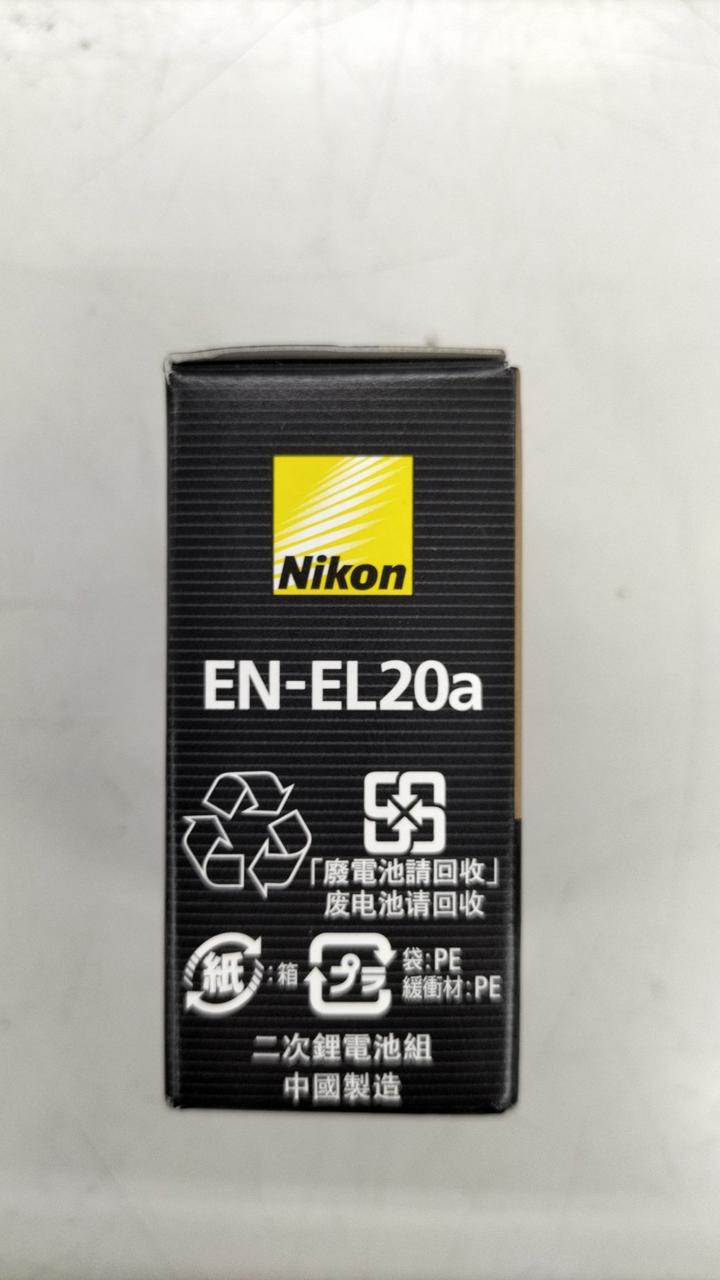 Nikon
EN-EL20a
「廢電池請回收」
废电池请回收
紙:箱
プラ
袋:PE
緩衝材:PE
二次鋰電池組
中國製造